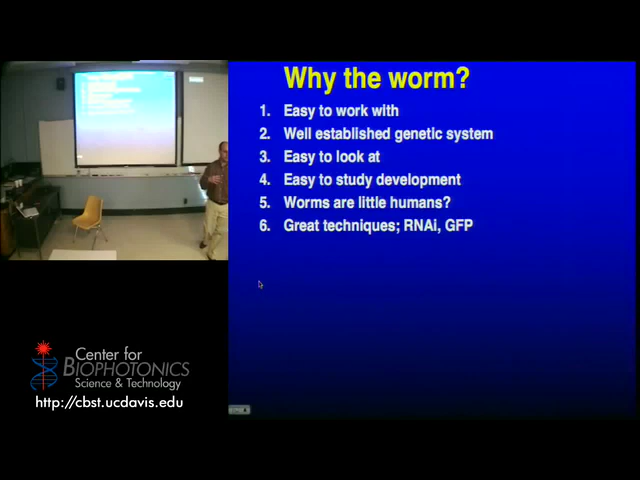 Why the worm?
1. Easy to work with
2. Well established genetic system
3. Easy to look at
4. Easy to study development
5. Worms are little humans?
6. Great techniques; RNAi, GFP
Center for
BIOPHOTONICS
Science & Technology
http://cbst.ucdavis.edu